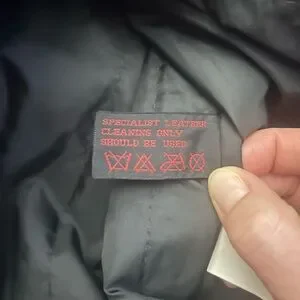 SPECIALIST LEATHER
CLEANING ONLY
SHOULD BE USED